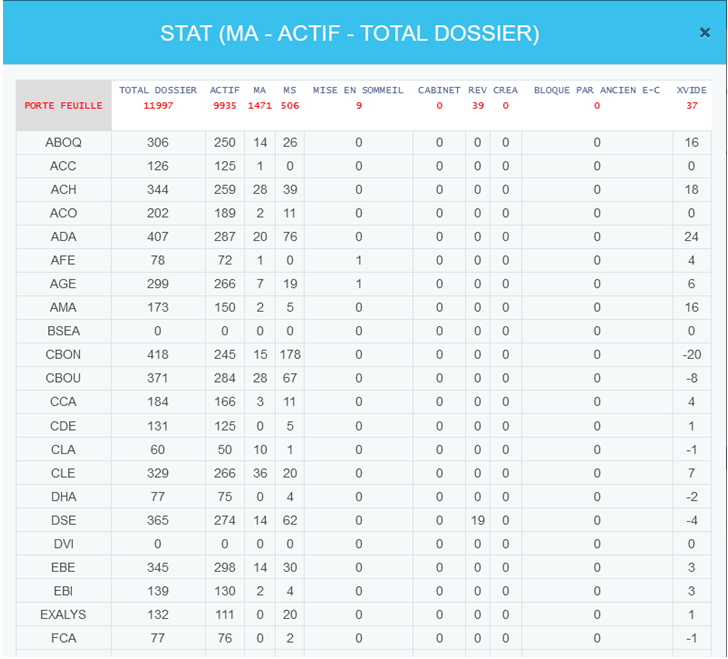 STAT (MA - ACTIF - TOTAL DOSSIER) ×
PORTE FEUILLE TOTAL DOSSIER ACTIF MA MS MISE EN SOMMEIL CABINET REV CREA BLOQUE PAR ANCIEN E-C XVIDE
11997 9935 1471 506 9 0 39 0 0 37
ABOQ 306 250 14 26 0 0 0 0 0 16
ACC 126 125 1 0 0 0 0 0 0 0
ACH 344 259 28 39 0 0 0 0 0 18
ACO 202 189 2 11 0 0 0 0 0 0
ADA 407 287 20 76 0 0 0 0 0 24
AFE 78 72 1 0 1 0 0 0 0 4
AGE 299 266 7 19 1 0 0 0 0 6
AMA 173 150 2 5 0 0 0 0 0 16
BSEA 0 0 0 0 0 0 0 0 0 0
CBON 418 245 15 178 0 0 0 0 0 -20
CBOU 371 284 28 67 0 0 0 0 0 -8
CCA 184 166 3 11 0 0 0 0 0 4
CDE 131 125 0 5 0 0 0 0 0 1
CLA 60 50 10 1 0 0 0 0 0 -1
CLE 329 266 36 20 0 0 0 0 0 7
DHA 77 75 0 4 0 0 0 0 0 -2
DSE 365 274 14 62 0 0 19 0 0 -4
DVI 0 0 0 0 0 0 0 0 0 0
EBE 345 298 14 30 0 0 0 0 0 3
EBI 139 130 2 4 0 0 0 0 0 3
EXALYS 132 111 0 20 0 0 0 0 0 1
FCA 77 76 0 2 0 0 0 0 0 -1